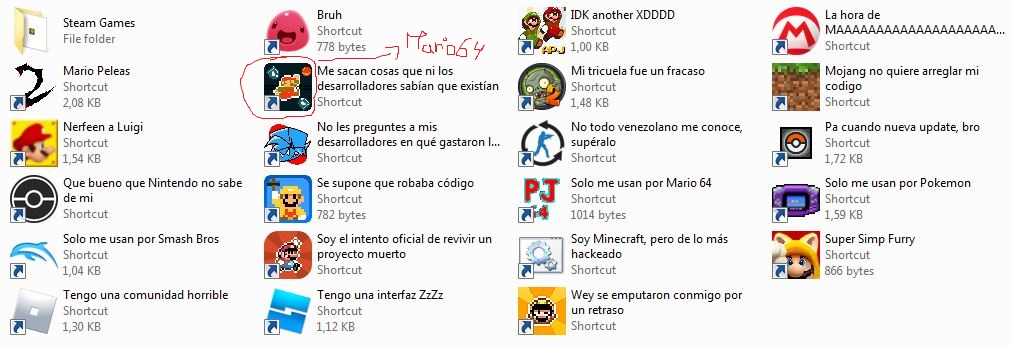 Steam Games
File folder
Bruh
Shortcut
778 bytes
IDK another XDDDD
Shortcut
1,00 KB
La hora de
MAAAAAAAAAAAAAAAAAAAAA...
Shortcut
Mario64
Mario Peleas
Shortcut
2,08 KB
Me sacan cosas que ni los
desarrolladores sabían que existían
Shortcut
Mi tricuela fue un fracaso
Shortcut
1,48 KB
Mojang no quiere arreglar mi
codigo
Shortcut
Nerfeen a Luigi
Shortcut
1,54 KB
No les preguntes a mis
desarrolladores en qué gastaron l...
Shortcut
No todo venezolano me conoce,
supéralo
Shortcut
Pa cuando nueva update, bro
Shortcut
1,72 KB
Que bueno que Nintendo no sabe
de mi
Shortcut
Se supone que robaba código
Shortcut
782 bytes
PJ
64
Solo me usan por Mario 64
Shortcut
1014 bytes
Solo me usan por Pokemon
Shortcut
1,59 KB
Solo me usan por Smash Bros
Shortcut
1,04 KB
Soy el intento oficial de revivir un
proyecto muerto
Shortcut
Soy Minecraft, pero de lo más
hackeado
Shortcut
Super Simp Furry
Shortcut
866 bytes
Tengo una comunidad horrible
Shortcut
1,30 KB
Tengo una interfaz ZzZz
Shortcut
1,12 KB
Wey se emputaron conmigo por
un retraso
Shortcut